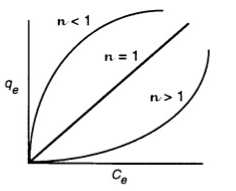 n < 1
n = 1
qe
n > 1
Ce